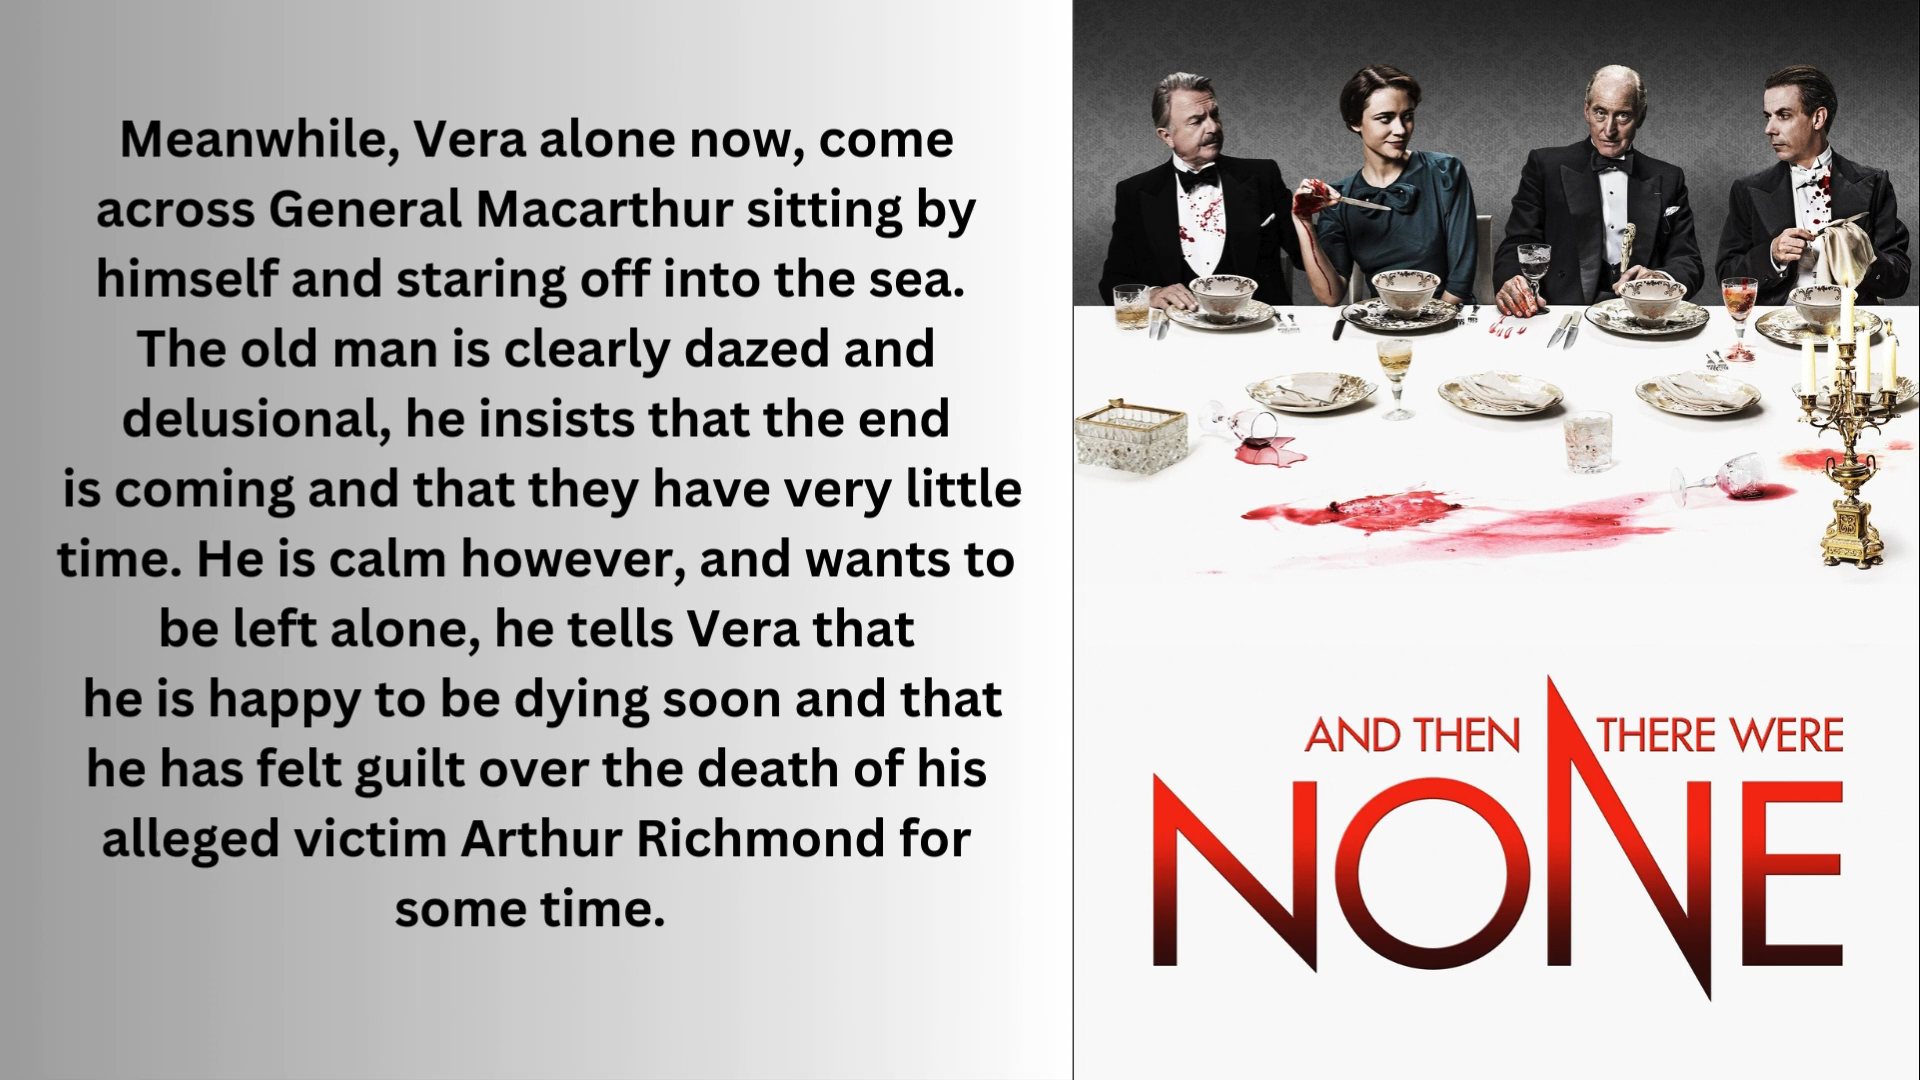 Meanwhile, Vera alone now, come
across General Macarthur sitting by
himself and staring off into the sea.
The old man is clearly dazed and
delusional, he insists that the end
is coming and that they have very little
time. He is calm however, and wants to
be left alone, he tells Vera that
he is happy to be dying soon and that
he has felt guilt over the death of his
alleged victim Arthur Richmond for
some time.
AND THEN THERE WERE
NONE